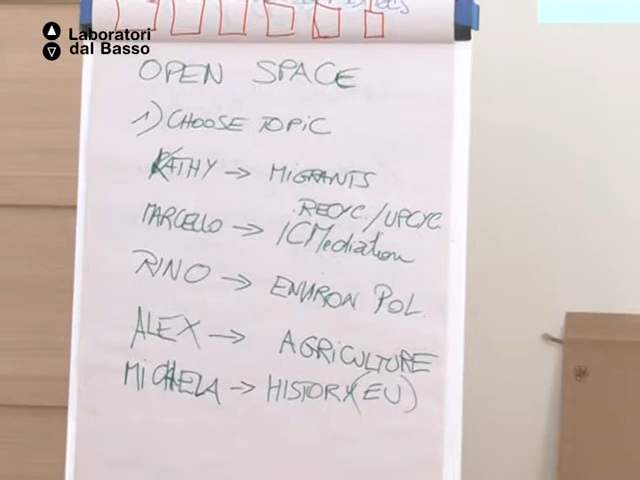 Laboratori
dal Basso
OPEN SPACE
1) CHOOSE TOPIC
KATHY → MIGRANTS
RECYC./UPCYC.
MARCELLO → ICMediation
RINO → ENVIRON POL.
ALEX → AGRICULTURE
MICHELA → HISTORY (EU)